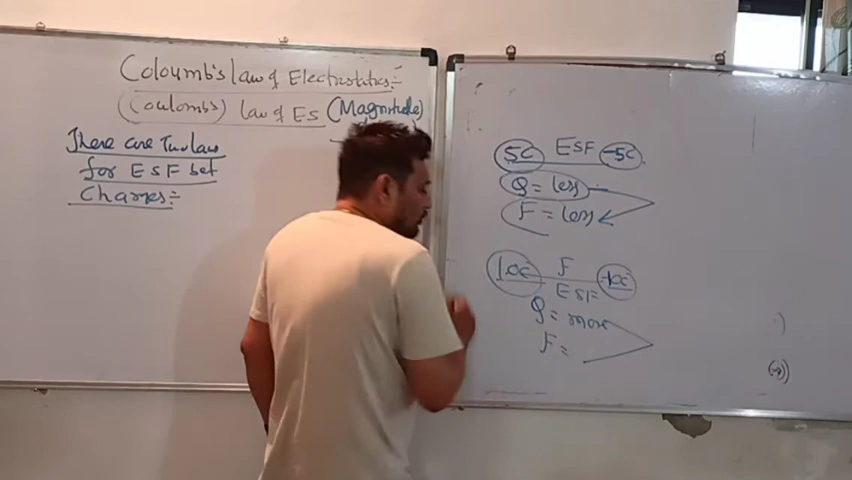 Coloumb's law of Electrostatics:-
(Coulomb's) law of ES (Magnitude)
There are Two law
for ESF bet
Charges:-
5C ESF -5C
Q = less
F = less
10C F -10C
ESF
Q = more
F =